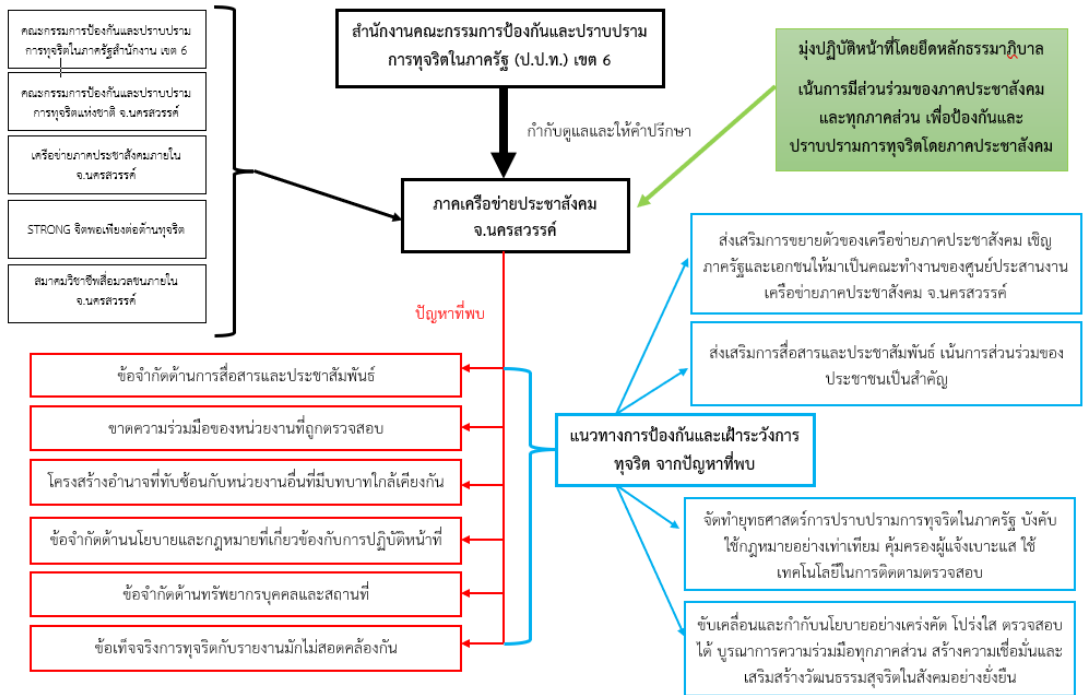 คณะกรรมการป้องกันและปราบปราม
การทุจริตในภาครัฐสำนักงาน เขต 6
คณะกรรมการป้องกันและปราบปราม
การทุจริตแห่งชาติ จ.นครสวรรค์
เครือข่ายภาคประชาสังคมภายใน
จ.นครสวรรค์
STRONG จิตพอเพียงต่อต้านทุจริต
สมาคมวิชาชีพสื่อมวลชนภายใน
จ.นครสวรรค์
สำนักงานคณะกรรมการป้องกันและปราบปราม
การทุจริตในภาครัฐ (ป.ป.ท.) เขต 6
กำกับดูแลและให้คำปรึกษา
มุ่งปฏิบัติหน้าที่โดยยึดหลักธรรมาภิบาล
เน้นการมีส่วนร่วมของภาคประชาสังคม
และทุกภาคส่วน เพื่อป้องกันและ
ปราบปรามการทุจริตโดยภาคประชาสังคม
ภาคเครือข่ายประชาสังคม
จ.นครสวรรค์
ปัญหาที่พบ
ข้อจำกัดด้านการสื่อสารและประชาสัมพันธ์
ขาดความร่วมมือของหน่วยงานที่ถูกตรวจสอบ
โครงสร้างอำนาจที่ทับซ้อนกับหน่วยงานอื่นที่มีบทบาทใกล้เคียงกัน
ข้อจำกัดด้านนโยบายและกฎหมายที่เกี่ยวข้องกับการปฏิบัติหน้าที่
ข้อจำกัดด้านทรัพยากรบุคคลและสถานที่
ข้อเท็จจริงการทุจริตกับรายงานมักไม่สอดคล้องกัน
แนวทางการป้องกันและเฝ้าระวังการ
ทุจริต จากปัญหาที่พบ
ส่งเสริมการขยายตัวของเครือข่ายภาคประชาสังคม เชิญ
ภาครัฐและเอกชนให้มาเป็นคณะทำงานของศูนย์ประสานงาน
เครือข่ายภาคประชาสังคม จ.นครสวรรค์
ส่งเสริมการสื่อสารและประชาสัมพันธ์ เน้นการส่วนร่วมของ
ประชาชนเป็นสำคัญ
จัดทำยุทธศาสตร์การปราบปรามการทุจริตในภาครัฐ บังคับ
ใช้กฎหมายอย่างเท่าเทียม คุ้มครองผู้แจ้งเบาะแส ใช้
เทคโนโลยีในการติดตามตรวจสอบ
ขับเคลื่อนและกำกับนโยบายอย่างเคร่งคัด โปร่งใส ตรวจสอบ
ได้ บูรณาการความร่วมมือทุกภาคส่วน สร้างความเชื่อมั่นและ
เสริมสร้างวัฒนธรรมสุจริตในสังคมอย่างยั่งยืน